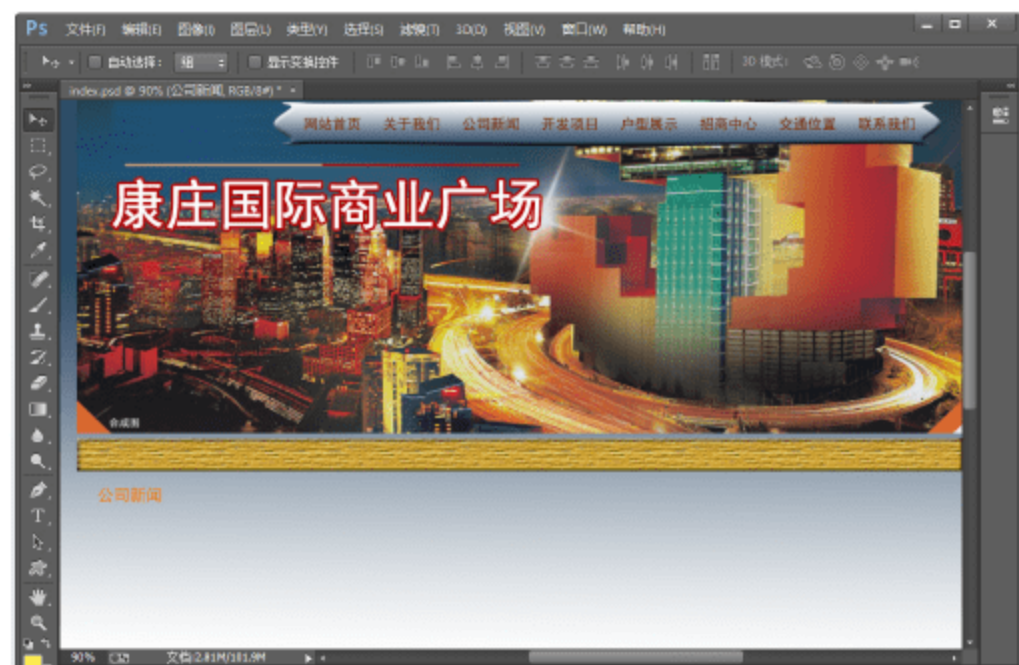 Ps 文件(F) 编辑(E) 图像(I) 图层(L) 类型(Y) 选择(S) 滤镜(T) 3D(D) 视图(V) 窗口(W) 帮助(H)
自动选择: 组 显示变换控件 3D 模式:
index.psd @ 90% (公司新闻, RGB/8#) * ×
网站首页 关于我们 公司新闻 开发项目 户型展示 招商中心 交通位置 联系我们
康庄国际商业广场
合成图
公司新闻
90% 文档:2.81M/101.9M